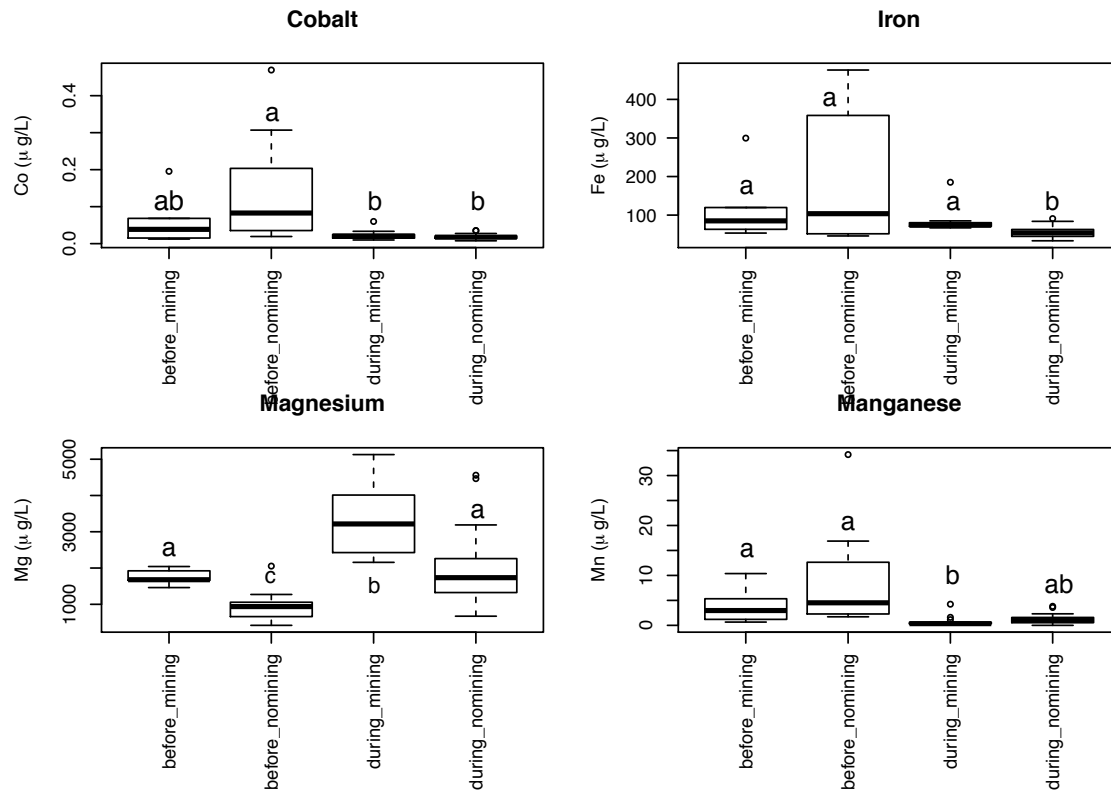 Cobalt
Co (μ g/L)
0.4
0.2
0.0
ab
a
b
b
before_mining
before_nomining
during_mining
during_nomining
Iron
Fe (μ g/L)
400
300
200
100
a
a
a
b
before_mining
before_nomining
during_mining
during_nomining
Magnesium
Mg (μ g/L)
5000
3000
1000
a
c
b
a
before_mining
before_nomining
during_mining
during_nomining
Manganese
Mn (μ g/L)
30
20
10
5
0
a
a
b
ab
before_mining
before_nomining
during_mining
during_nomining